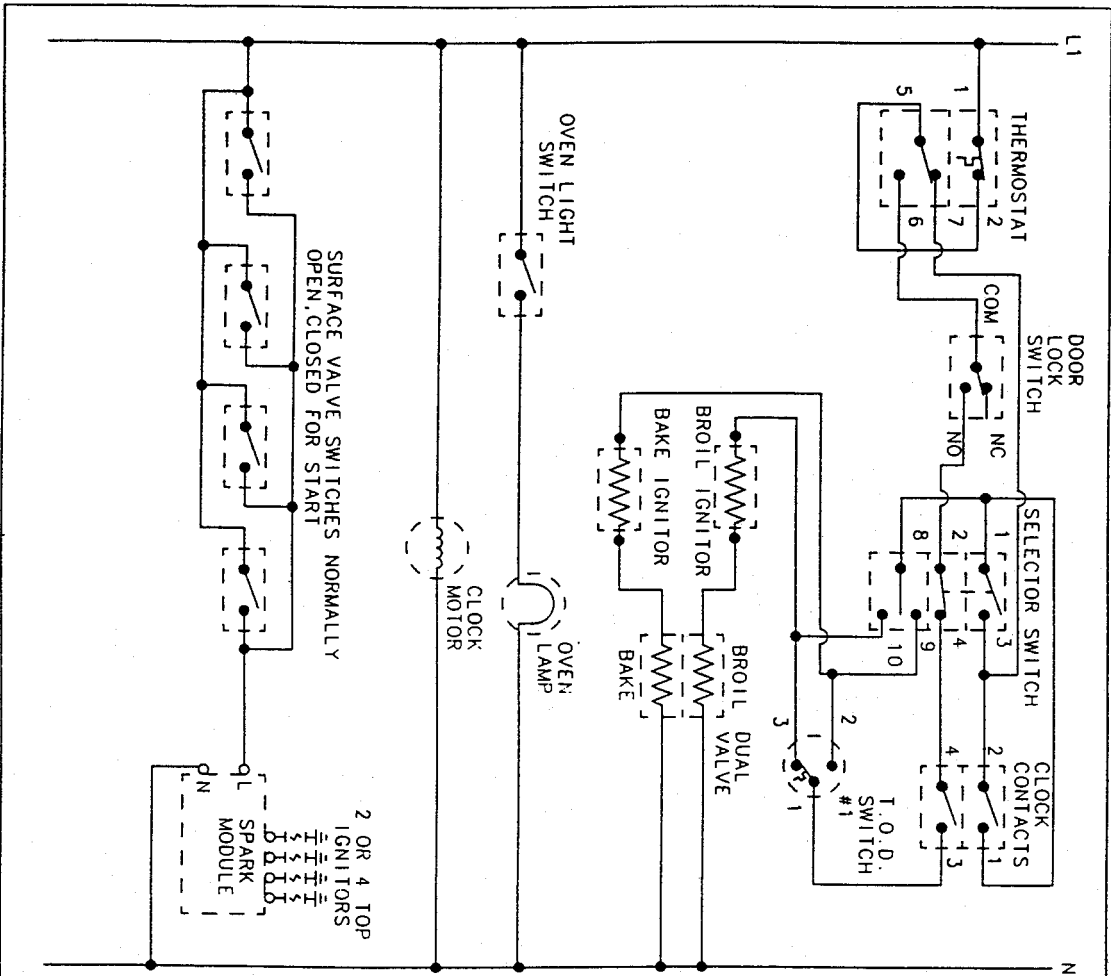 L1
N
THERMOSTAT
1
2
5
7
6
COM
DOOR
LOCK
SWITCH
NC
NO
SELECTOR SWITCH
1
3
2
4
8
9
10
CLOCK
CONTACTS
2
1
4
3
T.O.D.
SWITCH
#1
2
1
3
1
BROIL IGNITOR
BAKE IGNITOR
DUAL
VALVE
BROIL
BAKE
OVEN LIGHT
SWITCH
OVEN
LAMP
CLOCK
MOTOR
SURFACE VALVE SWITCHES NORMALLY
OPEN,CLOSED FOR START
2 OR 4 TOP
IGNITORS
SPARK
MODULE
L
N